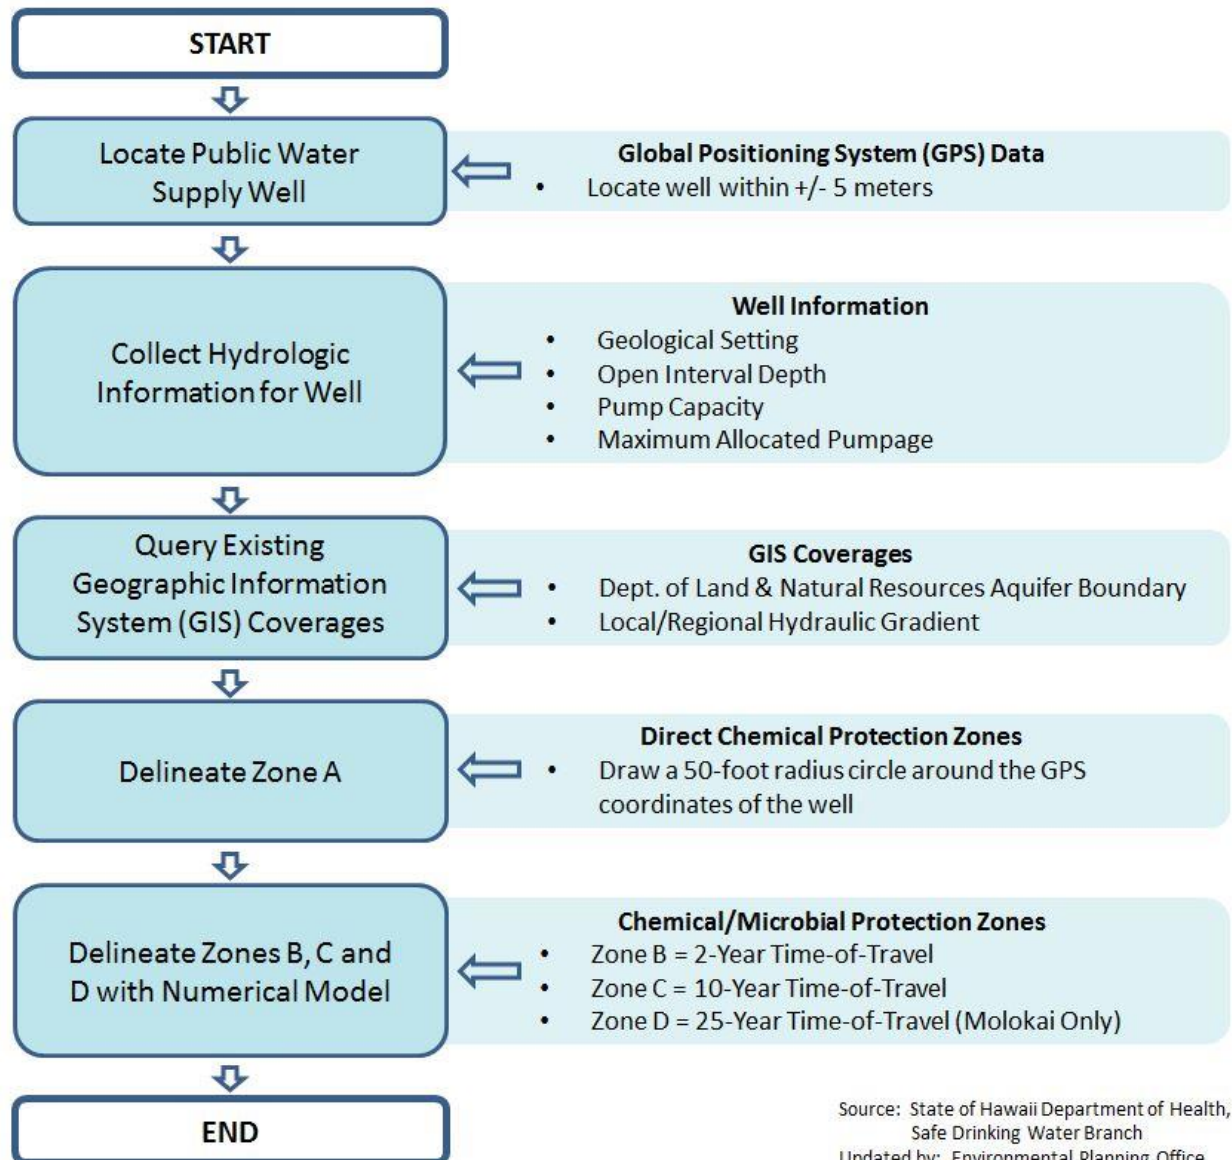 START
Locate Public Water
Supply Well
Global Positioning System (GPS) Data
• Locate well within +/- 5 meters
Collect Hydrologic
Information for Well
Well Information
• Geological Setting
• Open Interval Depth
• Pump Capacity
• Maximum Allocated Pumpage
Query Existing
Geographic Information
System (GIS) Coverages
GIS Coverages
• Dept. of Land & Natural Resources Aquifer Boundary
• Local/Regional Hydraulic Gradient
Delineate Zone A
Direct Chemical Protection Zones
• Draw a 50-foot radius circle around the GPS
coordinates of the well
Delineate Zones B, C and
D with Numerical Model
Chemical/Microbial Protection Zones
• Zone B = 2-Year Time-of-Travel
• Zone C = 10-Year Time-of-Travel
• Zone D = 25-Year Time-of-Travel (Molokai Only)
END
Source: State of Hawaii Department of Health,
Safe Drinking Water Branch
Updated by: Environmental Planning Office